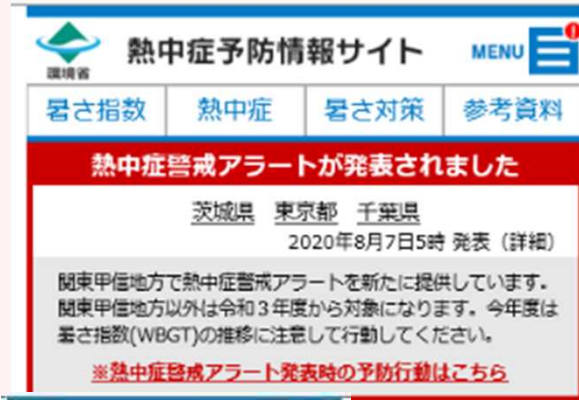 環境省
熱中症予防情報サイト
MENU
!
暑さ指数 熱中症 暑さ対策 参考資料
熱中症警戒アラートが発表されました
茨城県 東京都 千葉県
2020年8月7日5時 発表（詳細）
関東甲信地方で熱中症警戒アラートを新たに提供しています。
関東甲信地方以外は令和３年度から対象になります。今年度は
暑さ指数(WBGT)の推移に注意して行動してください。
※熱中症警戒アラート発表時の予防行動はこちら